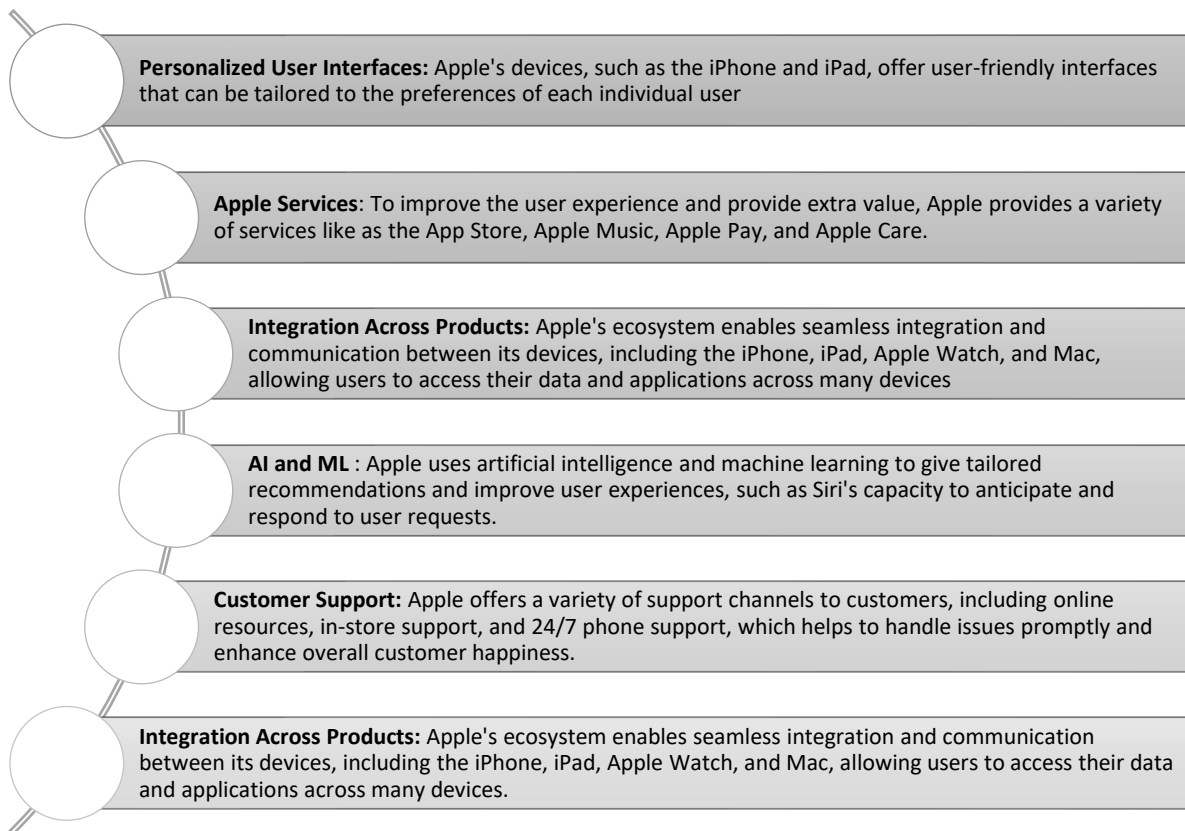 Personalized User Interfaces: Apple's devices, such as the iPhone and iPad, offer user-friendly interfaces
that can be tailored to the preferences of each individual user
Apple Services: To improve the user experience and provide extra value, Apple provides a variety
of services like as the App Store, Apple Music, Apple Pay, and Apple Care.
Integration Across Products: Apple's ecosystem enables seamless integration and
communication between its devices, including the iPhone, iPad, Apple Watch, and Mac,
allowing users to access their data and applications across many devices
AI and ML : Apple uses artificial intelligence and machine learning to give tailored
recommendations and improve user experiences, such as Siri's capacity to anticipate and
respond to user requests.
Customer Support: Apple offers a variety of support channels to customers, including online
resources, in-store support, and 24/7 phone support, which helps to handle issues promptly and
enhance overall customer happiness.
Integration Across Products: Apple's ecosystem enables seamless integration and communication
between its devices, including the iPhone, iPad, Apple Watch, and Mac, allowing users to access their data
and applications across many devices.